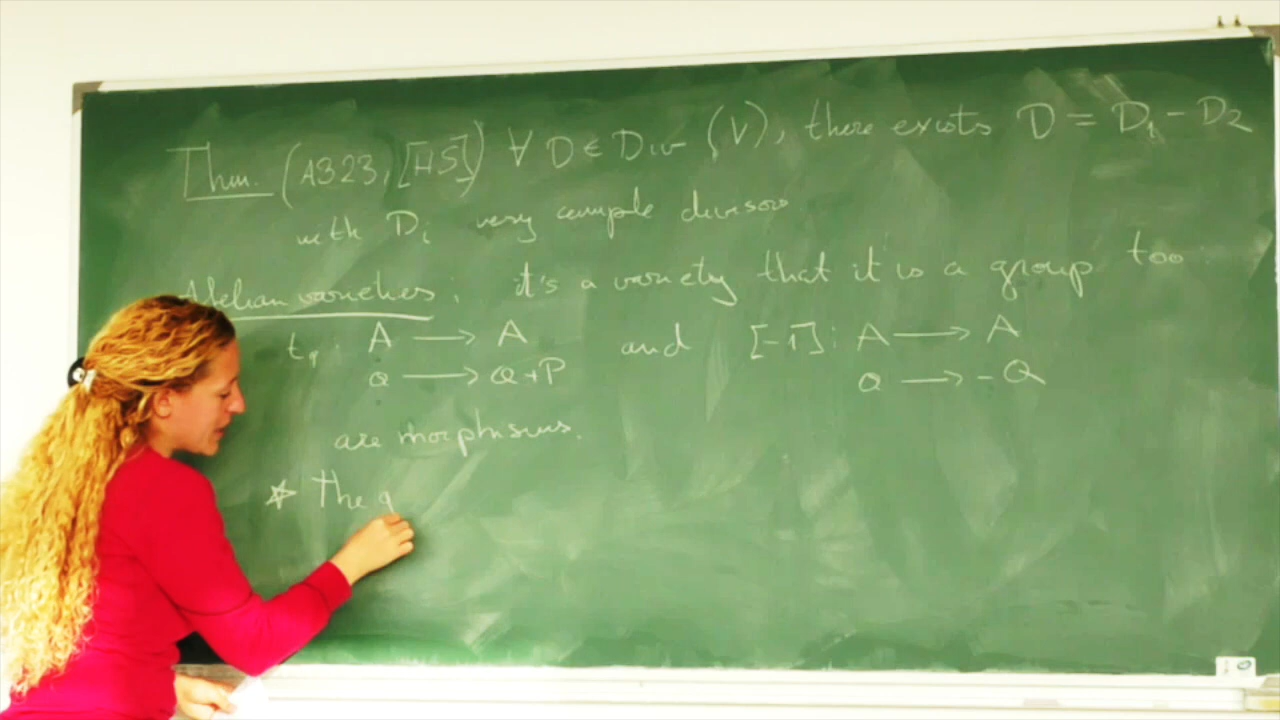 Thm. (A323, [HS]) ∀ D ∈ Div (V), there exists D = D₁ - D₂
with Dᵢ very ample divisors.
Abelian varieties: it's a variety that it is a group too
t_P: A → A and [-1]: A → A
Q → Q+P Q → -Q
are morphisms.
☆ The g